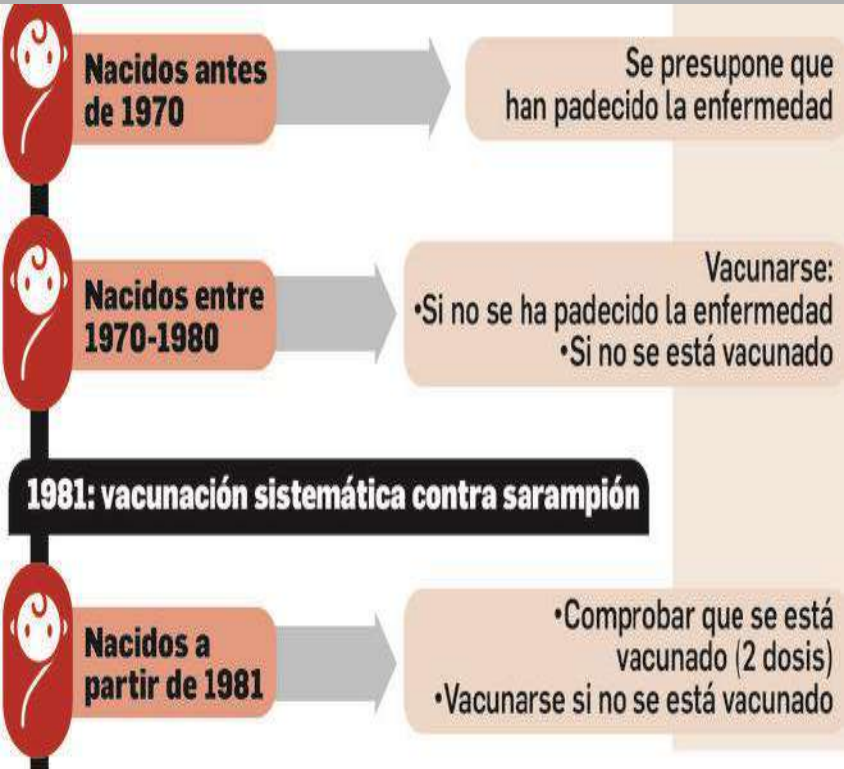 Nacidos antes
de 1970
Se presupone que
han padecido la enfermedad
Nacidos entre
1970-1980
Vacunarse:
•Si no se ha padecido la enfermedad
•Si no se está vacunado
1981: vacunación sistemática contra sarampión
Nacidos a
partir de 1981
•Comprobar que se está
vacunado (2 dosis)
•Vacunarse si no se está vacunado